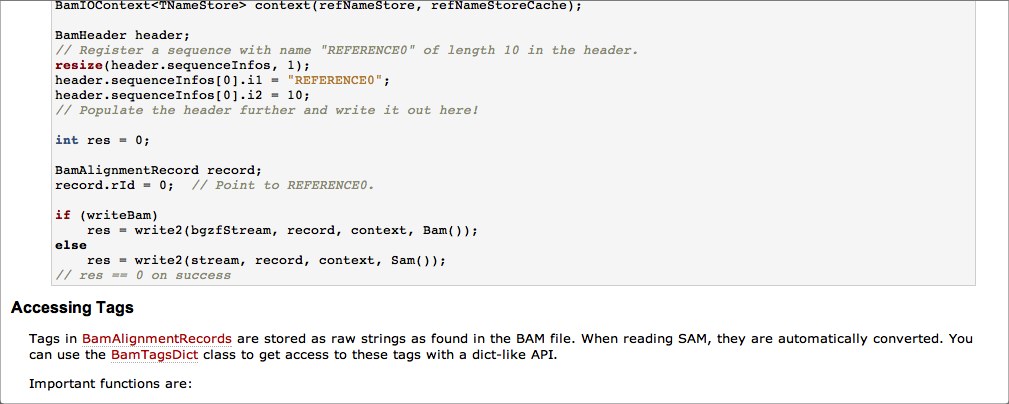 BamIOContext<TNameStore> context(refNameStore, refNameStoreCache);
BamHeader header;
// Register a sequence with name "REFERENCE0" of length 10 in the header.
resize(header.sequenceInfos, 1);
header.sequenceInfos[0].i1 = "REFERENCE0";
header.sequenceInfos[0].i2 = 10;
// Populate the header further and write it out here!
int res = 0;
BamAlignmentRecord record;
record.rId = 0;  // Point to REFERENCE0.
if (writeBam)
    res = write2(bgzfStream, record, context, Bam());
else
    res = write2(stream, record, context, Sam());
// res == 0 on success
Accessing Tags
Tags in BamAlignmentRecords are stored as raw strings as found in the BAM file. When reading SAM, they are automatically converted. You
can use the BamTagsDict class to get access to these tags with a dict-like API.
Important functions are: